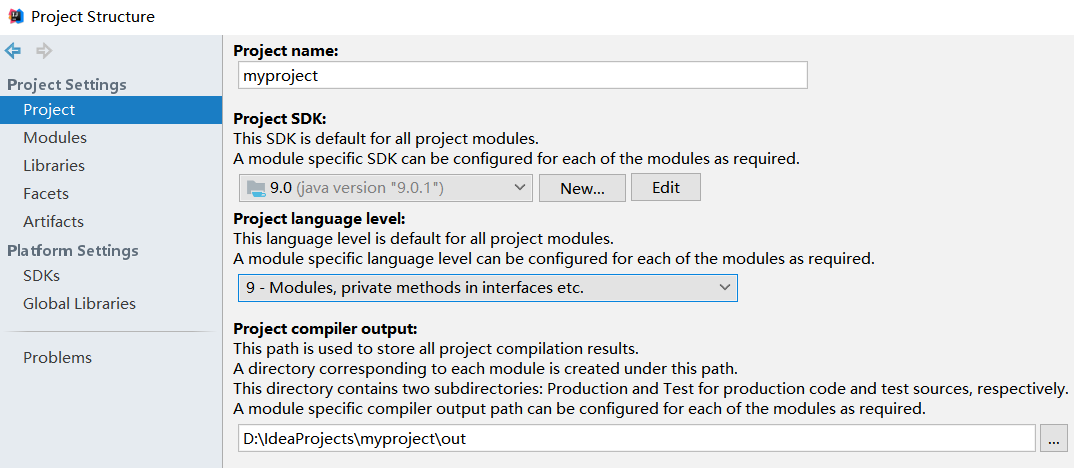 Project Structure
Project Settings
Project
Modules
Libraries
Facets
Artifacts
Platform Settings
SDKs
Global Libraries
Problems
Project name:
myproject
Project SDK:
This SDK is default for all project modules.
A module specific SDK can be configured for each of the modules as required.
9.0 (java version "9.0.1")
New...
Edit
Project language level:
This language level is default for all project modules.
A module specific language level can be configured for each of the modules as required.
9 - Modules, private methods in interfaces etc.
Project compiler output:
This path is used to store all project compilation results.
A directory corresponding to each module is created under this path.
This directory contains two subdirectories: Production and Test for production code and test sources, respectively.
A module specific compiler output path can be configured for each of the modules as required.
D:\IdeaProjects\myproject\out
...